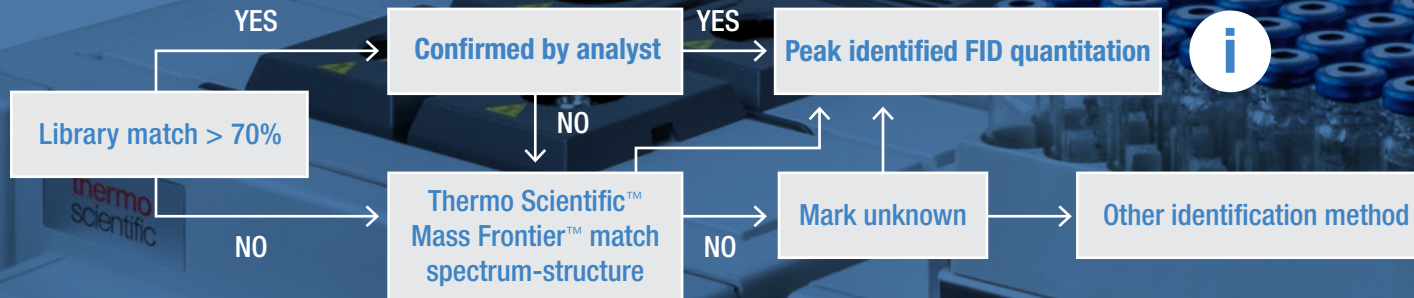 YES
YES
Confirmed by analyst
Peak identified FID quantitation
i
Library match > 70%
NO
thermo
scientific
Thermo Scientific™
Mass Frontier™ match
spectrum-structure
Mark unknown
Other identification method
NO
NO